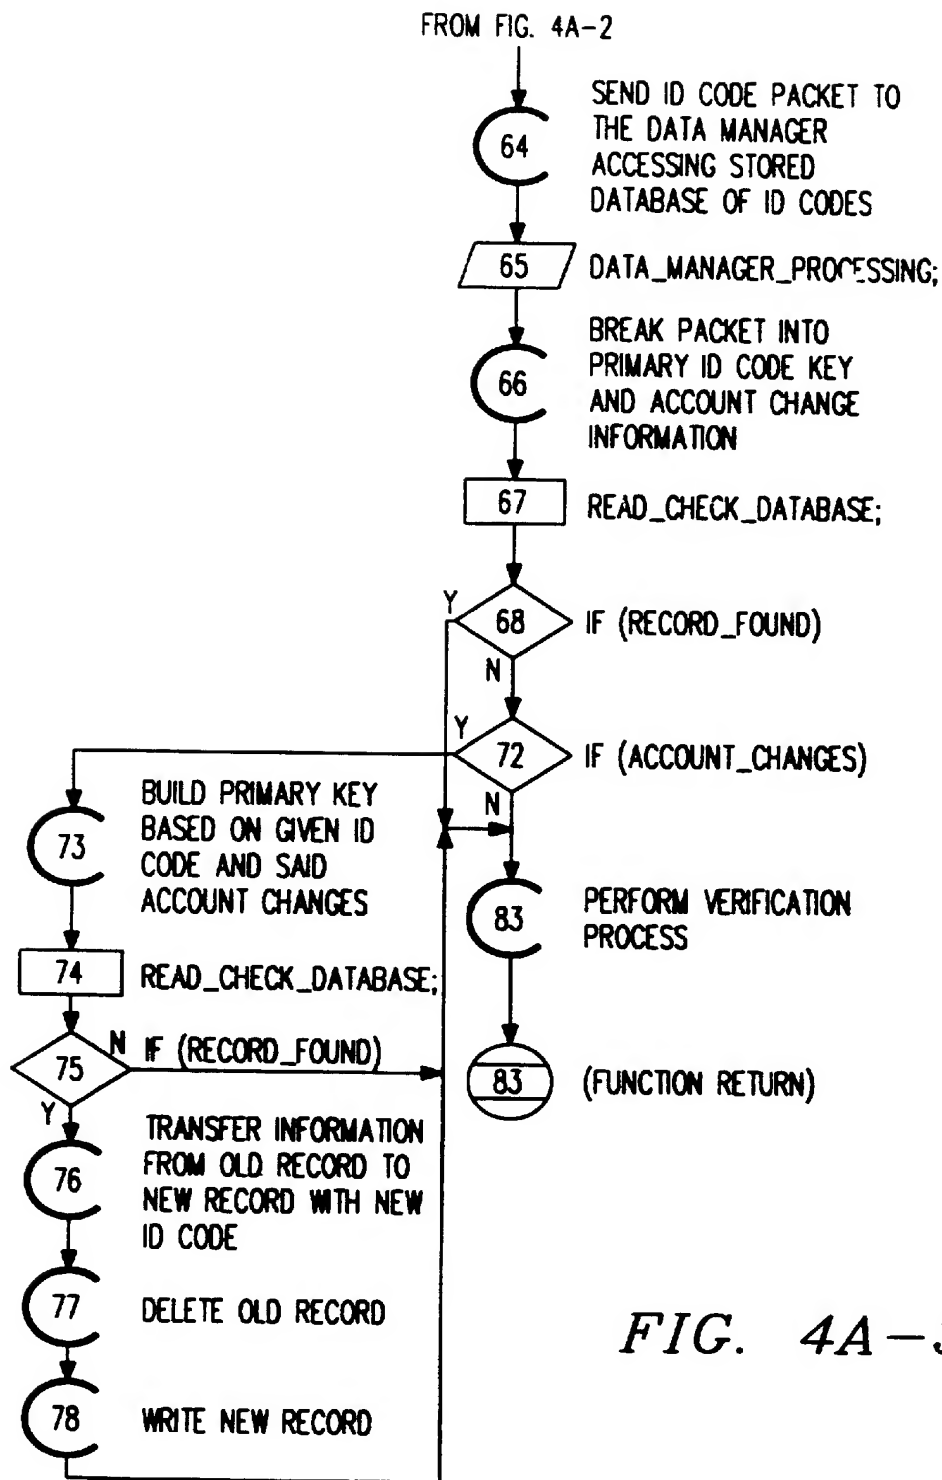 FROM FIG. 4A-2
64
SEND ID CODE PACKET TO
THE DATA MANAGER
ACCESSING STORED
DATABASE OF ID CODES
65
DATA_MANAGER_PROCESSING;
66
BREAK PACKET INTO
PRIMARY ID CODE KEY
AND ACCOUNT CHANGE
INFORMATION
67
READ_CHECK_DATABASE;
Y
68
IF (RECORD_FOUND)
N
Y
72
IF (ACCOUNT_CHANGES)
N
73
BUILD PRIMARY KEY
BASED ON GIVEN ID
CODE AND SAID
ACCOUNT CHANGES
83
PERFORM VERIFICATION
PROCESS
74
READ_CHECK_DATABASE;
75
N
IF (RECORD_FOUND)
Y
83
(FUNCTION RETURN)
76
TRANSFER INFORMATION
FROM OLD RECORD TO
NEW RECORD WITH NEW
ID CODE
77
DELETE OLD RECORD
78
WRITE NEW RECORD
FIG. 4A-